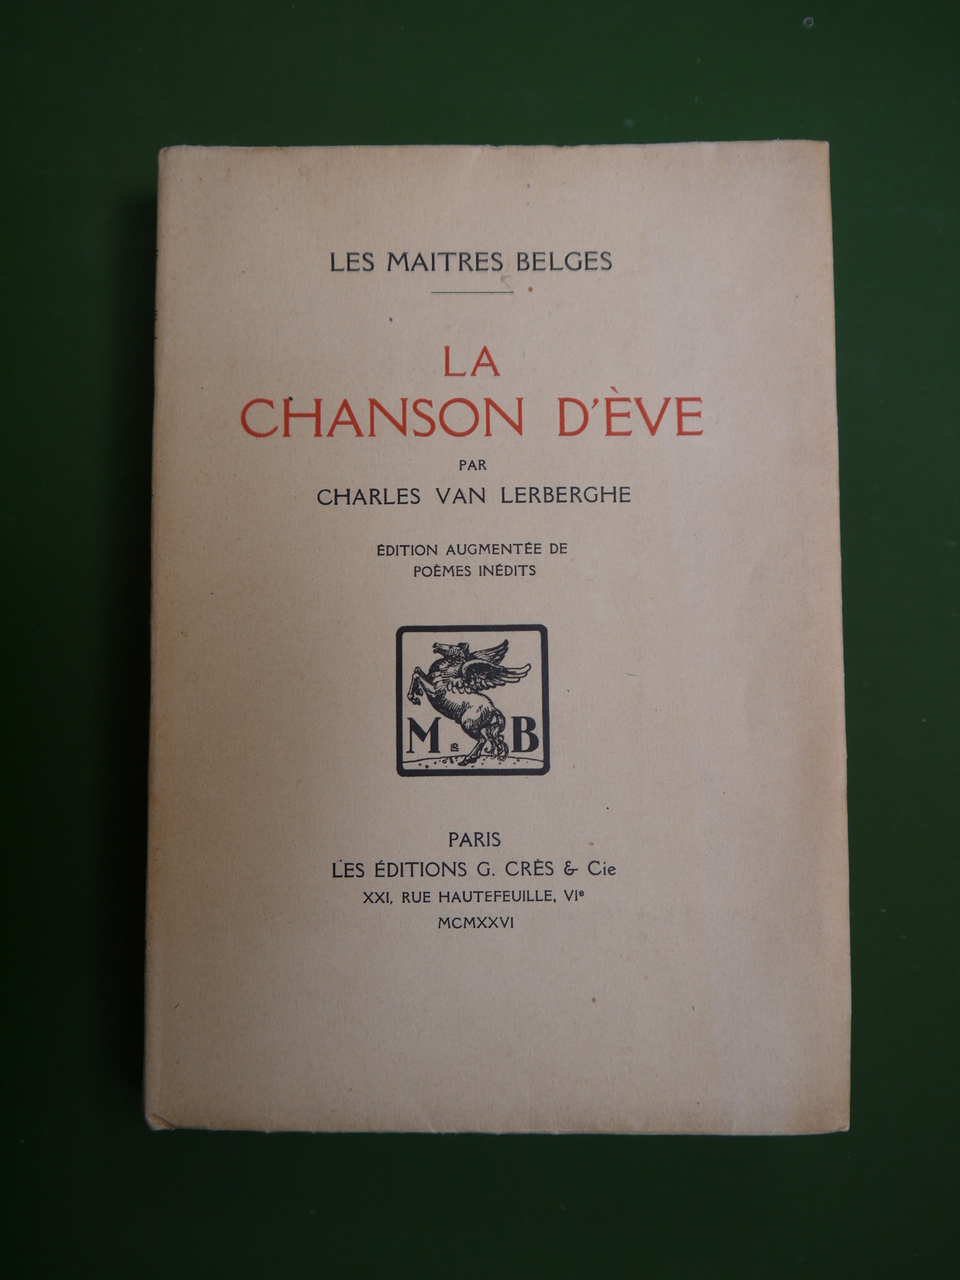 LES MAITRES BELGES
LA
CHANSON D'ÈVE
PAR
CHARLES VAN LERBERGHE
ÉDITION AUGMENTÉE DE
POÈMES INÉDITS
M B
PARIS
LES ÉDITIONS G. CRÈS & Cie
XXI, RUE HAUTEFEUILLE, VIe
MCMXXVI